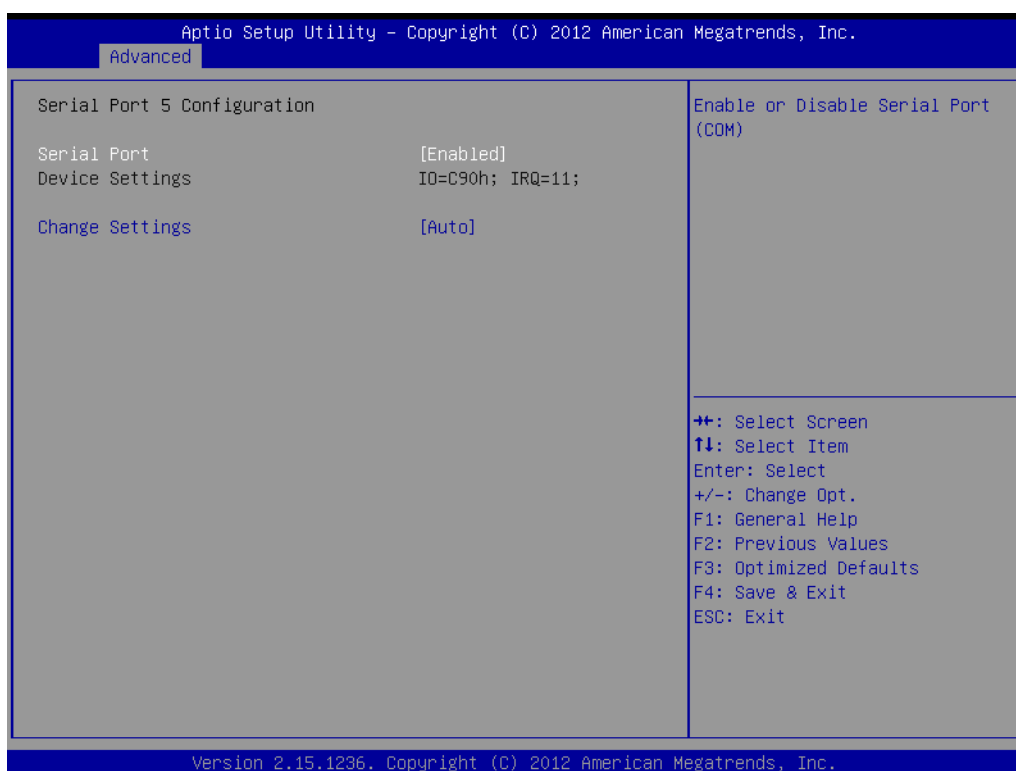 Aptio Setup Utility – Copyright (C) 2012 American Megatrends, Inc.
Advanced
Serial Port 5 Configuration
Serial Port [Enabled]
Device Settings IO=C90h; IRQ=11;
Change Settings [Auto]
Enable or Disable Serial Port
(COM)
→←: Select Screen
↑↓: Select Item
Enter: Select
+/-: Change Opt.
F1: General Help
F2: Previous Values
F3: Optimized Defaults
F4: Save & Exit
ESC: Exit
Version 2.15.1236. Copyright (C) 2012 American Megatrends, Inc.